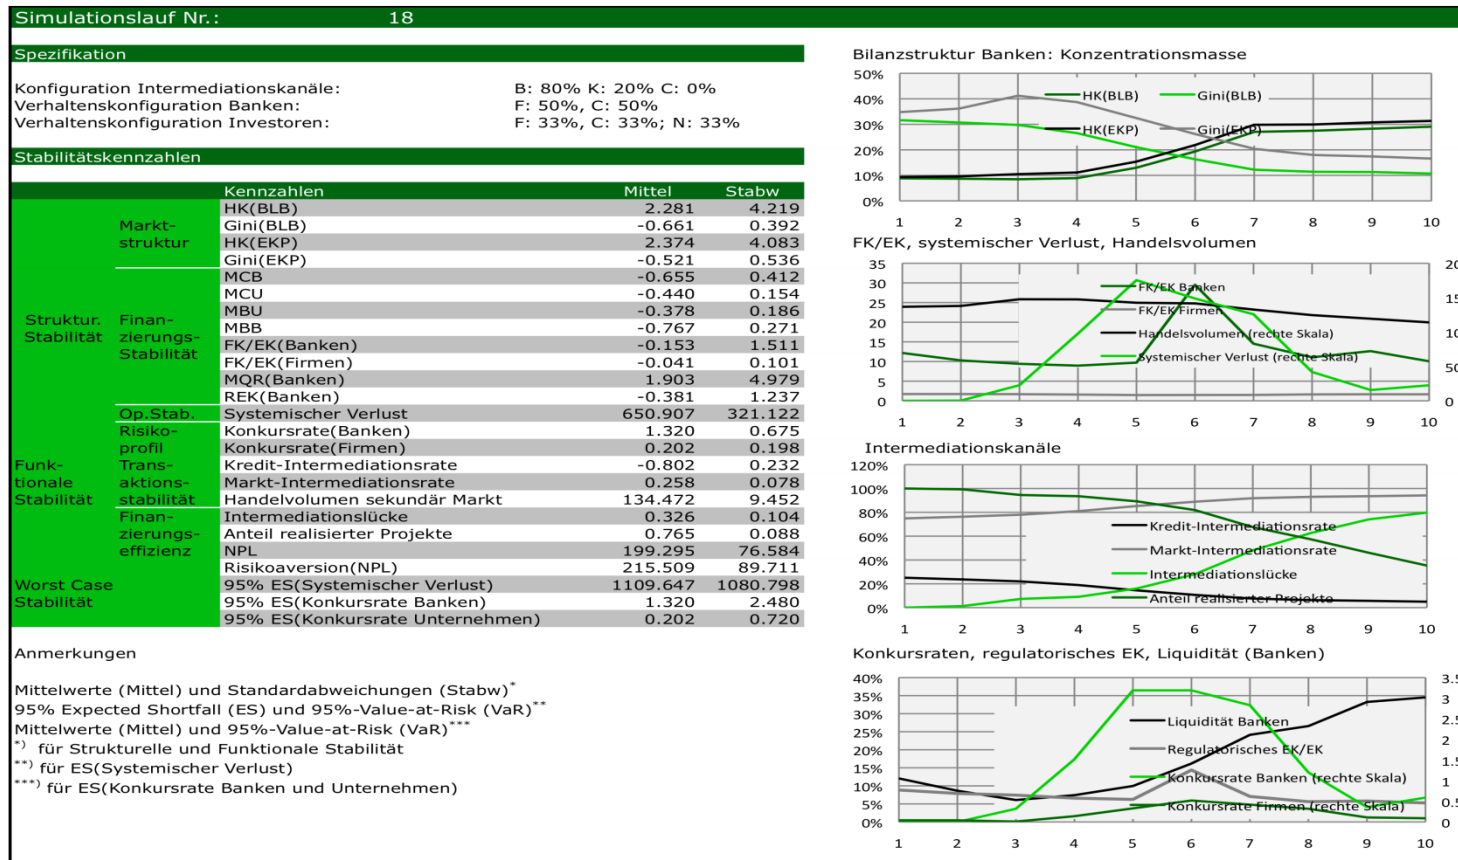 Simulationslauf Nr.: 18
Spezifikation
Konfiguration Intermediationskanäle: B: 80% K: 20% C: 0%
Verhaltenskonfiguration Banken: F: 50%, C: 50%
Verhaltenskonfiguration Investoren: F: 33%, C: 33%; N: 33%
Stabilitätskennzahlen
Kennzahlen Mittel Stabw
Struktur. Stabilität
Markt-struktur
HK(BLB) 2.281 4.219
Gini(BLB) -0.661 0.392
HK(EKP) 2.374 4.083
Gini(EKP) -0.521 0.536
Finan-zierungs-Stabilität
MCB -0.655 0.412
MCU -0.440 0.154
MBU -0.378 0.186
MBB -0.767 0.271
FK/EK(Banken) -0.153 1.511
FK/EK(Firmen) -0.041 0.101
MQR(Banken) 1.903 4.979
REK(Banken) -0.381 1.237
Op.Stab. Systemischer Verlust 650.907 321.122
Risiko-profil
Konkursrate(Banken) 1.320 0.675
Konkursrate(Firmen) 0.202 0.198
Funk-tionale Stabilität
Trans-aktions-stabilität
Kredit-Intermediationsrate -0.802 0.232
Markt-Intermediationsrate 0.258 0.078
Handelvolumen sekundär Markt 134.472 9.452
Finan-zierungs-effizienz
Intermediationslücke 0.326 0.104
Anteil realisierter Projekte 0.765 0.088
NPL 199.295 76.584
Risikoaversion(NPL) 215.509 89.711
Worst Case Stabilität
95% ES(Systemischer Verlust) 1109.647 1080.798
95% ES(Konkursrate Banken) 1.320 2.480
95% ES(Konkursrate Unternehmen) 0.202 0.720
Anmerkungen
Mittelwerte (Mittel) und Standardabweichungen (Stabw)*
95% Expected Shortfall (ES) und 95%-Value-at-Risk (VaR)**
Mittelwerte (Mittel) und 95%-Value-at-Risk (VaR)***
*) für Strukturelle und Funktionale Stabilität
**) für ES(Systemischer Verlust)
***) für ES(Konkursrate Banken und Unternehmen)
Bilanzstruktur Banken: Konzentrationsmasse
50%
40%
30%
20%
10%
0%
HK(BLB) Gini(BLB)
HK(EKP) Gini(EKP)
1 2 3 4 5 6 7 8 9 10
FK/EK, systemischer Verlust, Handelsvolumen
35 20
30
25 15
20
15 10
10
5 50
0 0
FK/EK Banken
FK/EK Firmen
Handelsvolumen (rechte Skala)
Systemischer Verlust (rechte Skala)
1 2 3 4 5 6 7 8 9 10
Intermediationskanäle
120%
100%
80%
60%
40%
20%
0%
Kredit-Intermediationsrate
Markt-Intermediationsrate
Intermediationslücke
Anteil realisierter Projekte
1 2 3 4 5 6 7 8 9 10
Konkursraten, regulatorisches EK, Liquidität (Banken)
40% 3.5
35% 3
30% 2.5
25% 2
20%
15% 1.5
10% 1
5% 0.5
0% 0
Liquidität Banken
Regulatorisches EK/EK
Konkursrate Banken (rechte Skala)
Konkursrate Firmen (rechte Skala)
1 2 3 4 5 6 7 8 9 10